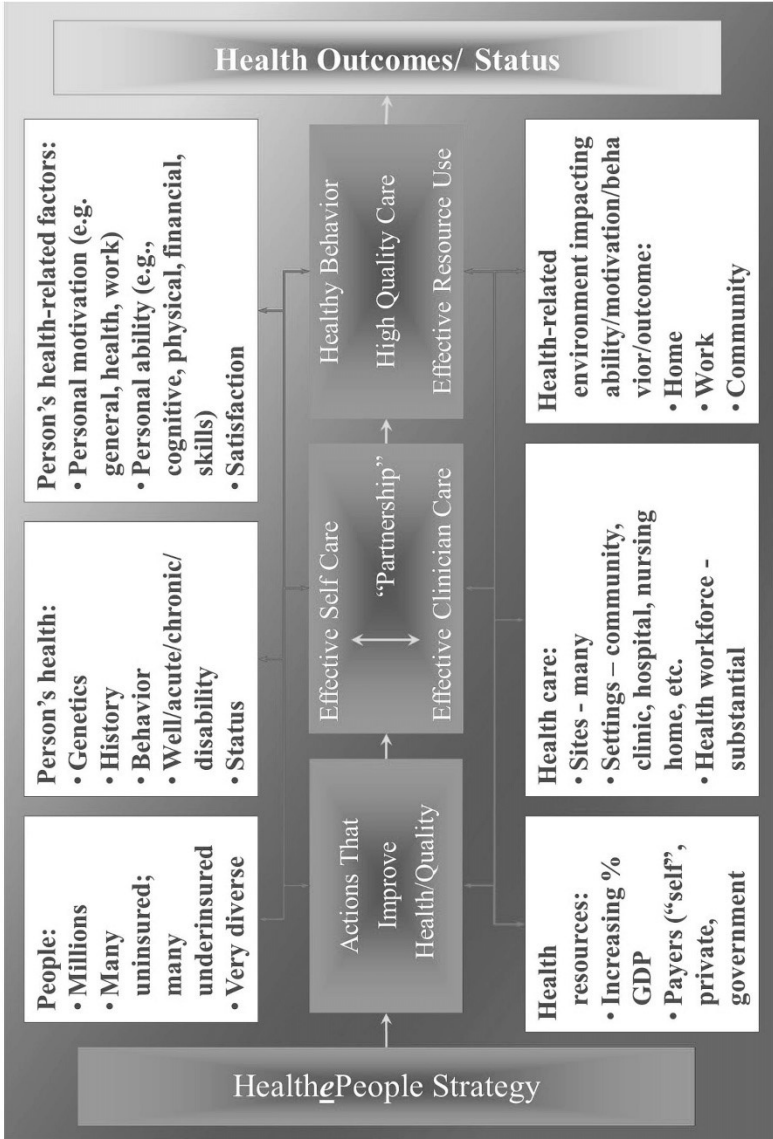 HealthePeople Strategy
People:
• Millions
• Many
uninsured;
many
underinsured
• Very diverse
Person's health:
• Genetics
• History
• Behavior
• Well/acute/chronic/
disability
• Status
Person's health-related factors:
• Personal motivation (e.g.
general, health, work)
• Personal ability (e.g.,
cognitive, physical, financial,
skills)
• Satisfaction
Actions That
Improve
Health/Quality
Effective Self Care
“Partnership”
Effective Clinician Care
Healthy Behavior
High Quality Care
Effective Resource Use
Health
resources:
• Increasing %
GDP
• Payers (“self”,
private,
government
Health care:
• Sites - many
• Settings – community,
clinic, hospital, nursing
home, etc.
• Health workforce -
substantial
Health-related
environment impacting
ability/motivation/beha
vior/outcome:
• Home
• Work
• Community
Health Outcomes/ Status